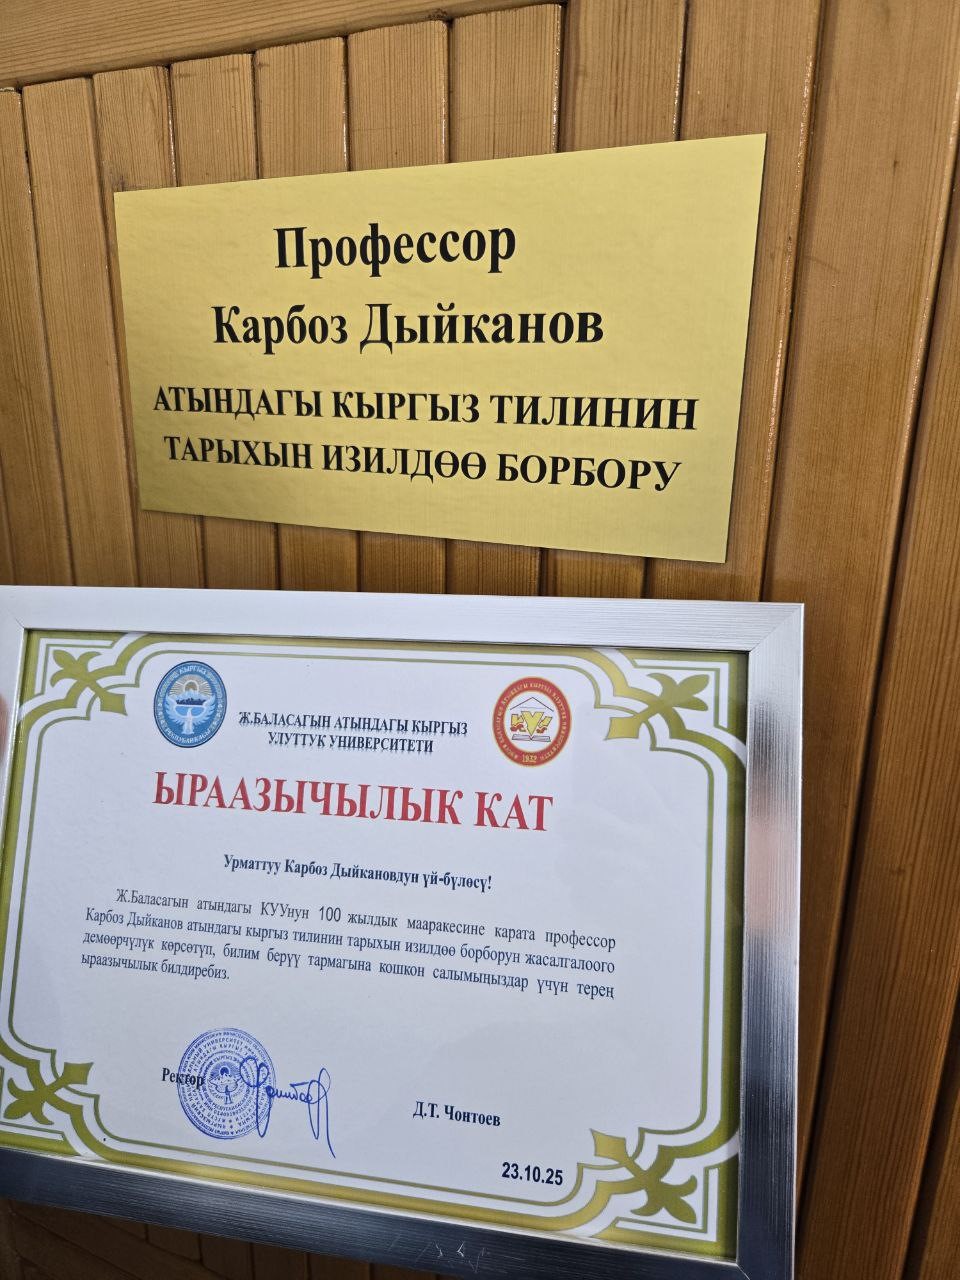 Профессор
Карбоз Дыйканов
АТЫНДАГЫ КЫРГЫЗ ТИЛИНИН
ТАРЫХЫН ИЗИЛДӨӨ БОРБОРУ
Ж.БАЛАСАГЫН АТЫНДАГЫ КЫРГЫЗ
УЛУТТУК УНИВЕРСИТЕТИ
ЫРААЗЫЧЫЛЫК КАТ
Урматтуу Карбоз Дыйкановдун үй-бүлөсү!
Ж.Баласагын атындагы КУУнун 100 жылдык мааракесине карата профессор
Карбоз Дыйканов атындагы кыргыз тилинин тарыхын изилдөө борборун жасалгалоого
демөөрчүлүк көрсөтүп, билим берүү тармагына кошкон салымыңыздар үчүн терең
ыраазычылык билдиребиз.
Ректор
Д.Т. Чонтоев
23.10.25